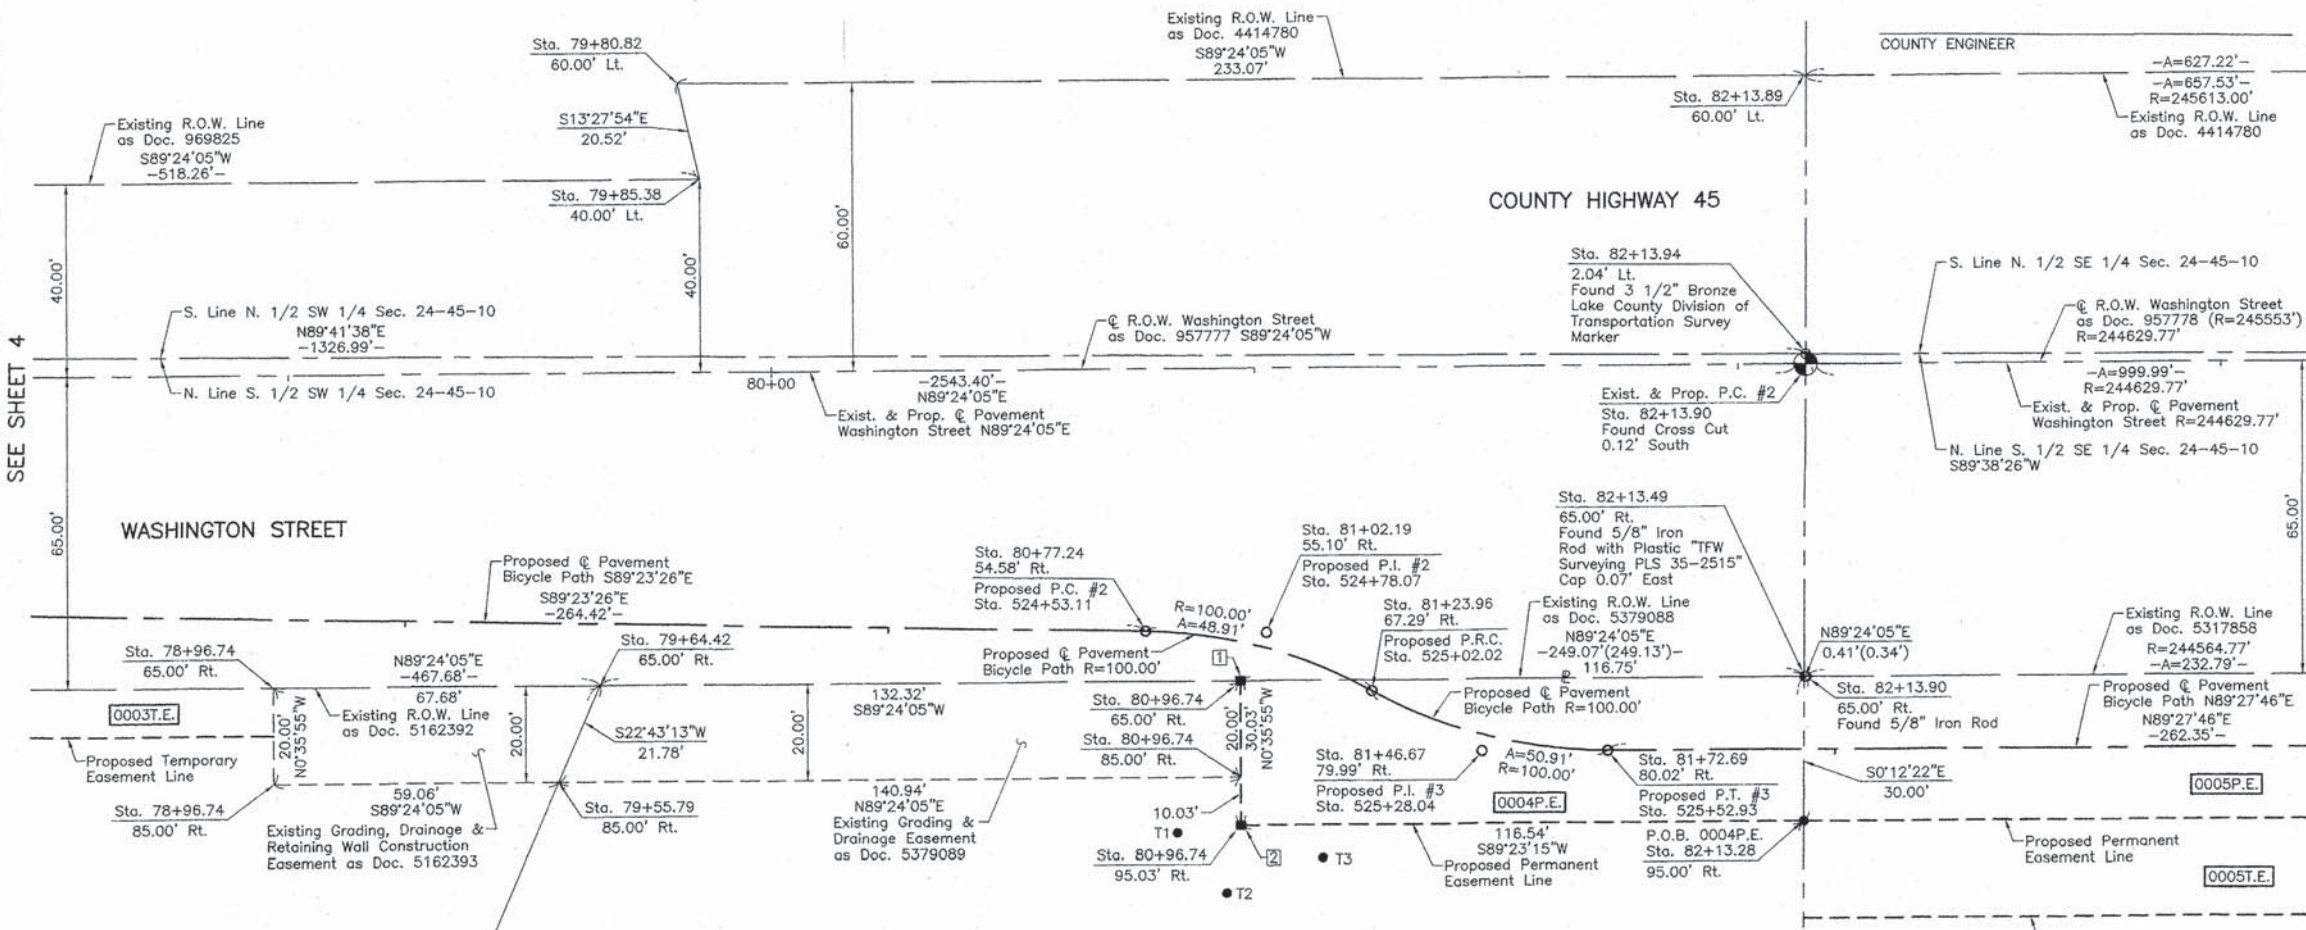 Existing R.O.W. Line
as Doc. 4414780
S89°24'05"W
233.07'
Sta. 79+80.82
60.00' Lt.
COUNTY ENGINEER
-A=627.22'-
-A=657.53'-
R=245613.00'
Existing R.O.W. Line
as Doc. 4414780
Sta. 82+13.89
60.00' Lt.
Existing R.O.W. Line
as Doc. 969825
S89°24'05"W
-518.26'-
S13°27'54"E
20.52'
Sta. 79+85.38
40.00' Lt.
60.00'
40.00'
40.00'
COUNTY HIGHWAY 45
Sta. 82+13.94
2.04' Lt.
Found 3 1/2" Bronze
Lake County Division of
Transportation Survey
Marker
S. Line N. 1/2 SE 1/4 Sec. 24-45-10
℄ R.O.W. Washington Street
as Doc. 957778 (R=245553')
R=244629.77'
S. Line N. 1/2 SW 1/4 Sec. 24-45-10
N89°41'38"E
-1326.99'-
N. Line S. 1/2 SW 1/4 Sec. 24-45-10
℄ R.O.W. Washington Street
as Doc. 957777 S89°24'05"W
80+00
-2543.40'-
N89°24'05"E
Exist. & Prop. ℄ Pavement
Washington Street N89°24'05"E
Exist. & Prop. P.C. #2
Sta. 82+13.90
Found Cross Cut
0.12' South
-A=999.99'-
R=244629.77'
Exist. & Prop. ℄ Pavement
Washington Street R=244629.77'
N. Line S. 1/2 SE 1/4 Sec. 24-45-10
S89°38'26"W
SEE SHEET 4
65.00'
65.00'
WASHINGTON STREET
Proposed ℄ Pavement
Bicycle Path S89°23'26"E
S89°23'26"E
-264.42'-
Sta. 80+77.24
54.58' Rt.
Proposed P.C. #2
Sta. 524+53.11
Sta. 81+02.19
55.10' Rt.
Proposed P.I. #2
Sta. 524+78.07
R=100.00'
A=48.91'
Sta. 81+23.96
67.29' Rt.
Proposed P.R.C.
Sta. 525+02.02
Sta. 82+13.49
65.00' Rt.
Found 5/8" Iron
Rod with Plastic "TFW
Surveying PLS 35-2515"
Cap 0.07' East
Existing R.O.W. Line
as Doc. 5379088
N89°24'05"E
-249.07'(249.13')-
116.75'
N89°24'05"E
0.41'(0.34')
Existing R.O.W. Line
as Doc. 5317858
R=244564.77'
-A=232.79'-
Sta. 82+13.90
65.00' Rt.
Found 5/8" Iron Rod
Proposed ℄ Pavement
Bicycle Path N89°27'46"E
N89°27'46"E
-262.35'-
Sta. 78+96.74
65.00' Rt.
N89°24'05"E
-467.68'-
67.68'
Sta. 79+64.42
65.00' Rt.
Existing R.O.W. Line
as Doc. 5162392
0003T.E.
Proposed Temporary
Easement Line
20.00'
N0°35'55"W
20.00'
S22°43'13"W
21.78'
20.00'
132.32'
S89°24'05"W
Proposed ℄ Pavement
Bicycle Path R=100.00'
1
Sta. 80+96.74
65.00' Rt.
Sta. 80+96.74
85.00' Rt.
20.00'
30.03'
N0°35'55"W
Proposed ℄ Pavement
Bicycle Path R=100.00'
Sta. 81+46.67
79.99' Rt.
Proposed P.I. #3
Sta. 525+28.04
A=50.91'
R=100.00'
Sta. 81+72.69
80.02' Rt.
Proposed P.T. #3
Sta. 525+52.93
0004P.E.
S0°12'22"E
30.00'
0005P.E.
Sta. 78+96.74
85.00' Rt.
59.06'
S89°24'05"W
Existing Grading, Drainage &
Retaining Wall Construction
Easement as Doc. 5162393
Sta. 79+55.79
85.00' Rt.
140.94'
N89°24'05"E
Existing Grading &
Drainage Easement
as Doc. 5379089
10.03'
T1
Sta. 80+96.74
95.03' Rt.
2
T3
T2
116.54'
S89°23'15"W
Proposed Permanent
Easement Line
P.O.B. 0004P.E.
Sta. 82+13.28
95.00' Rt.
Proposed Permanent
Easement Line
0005T.E.